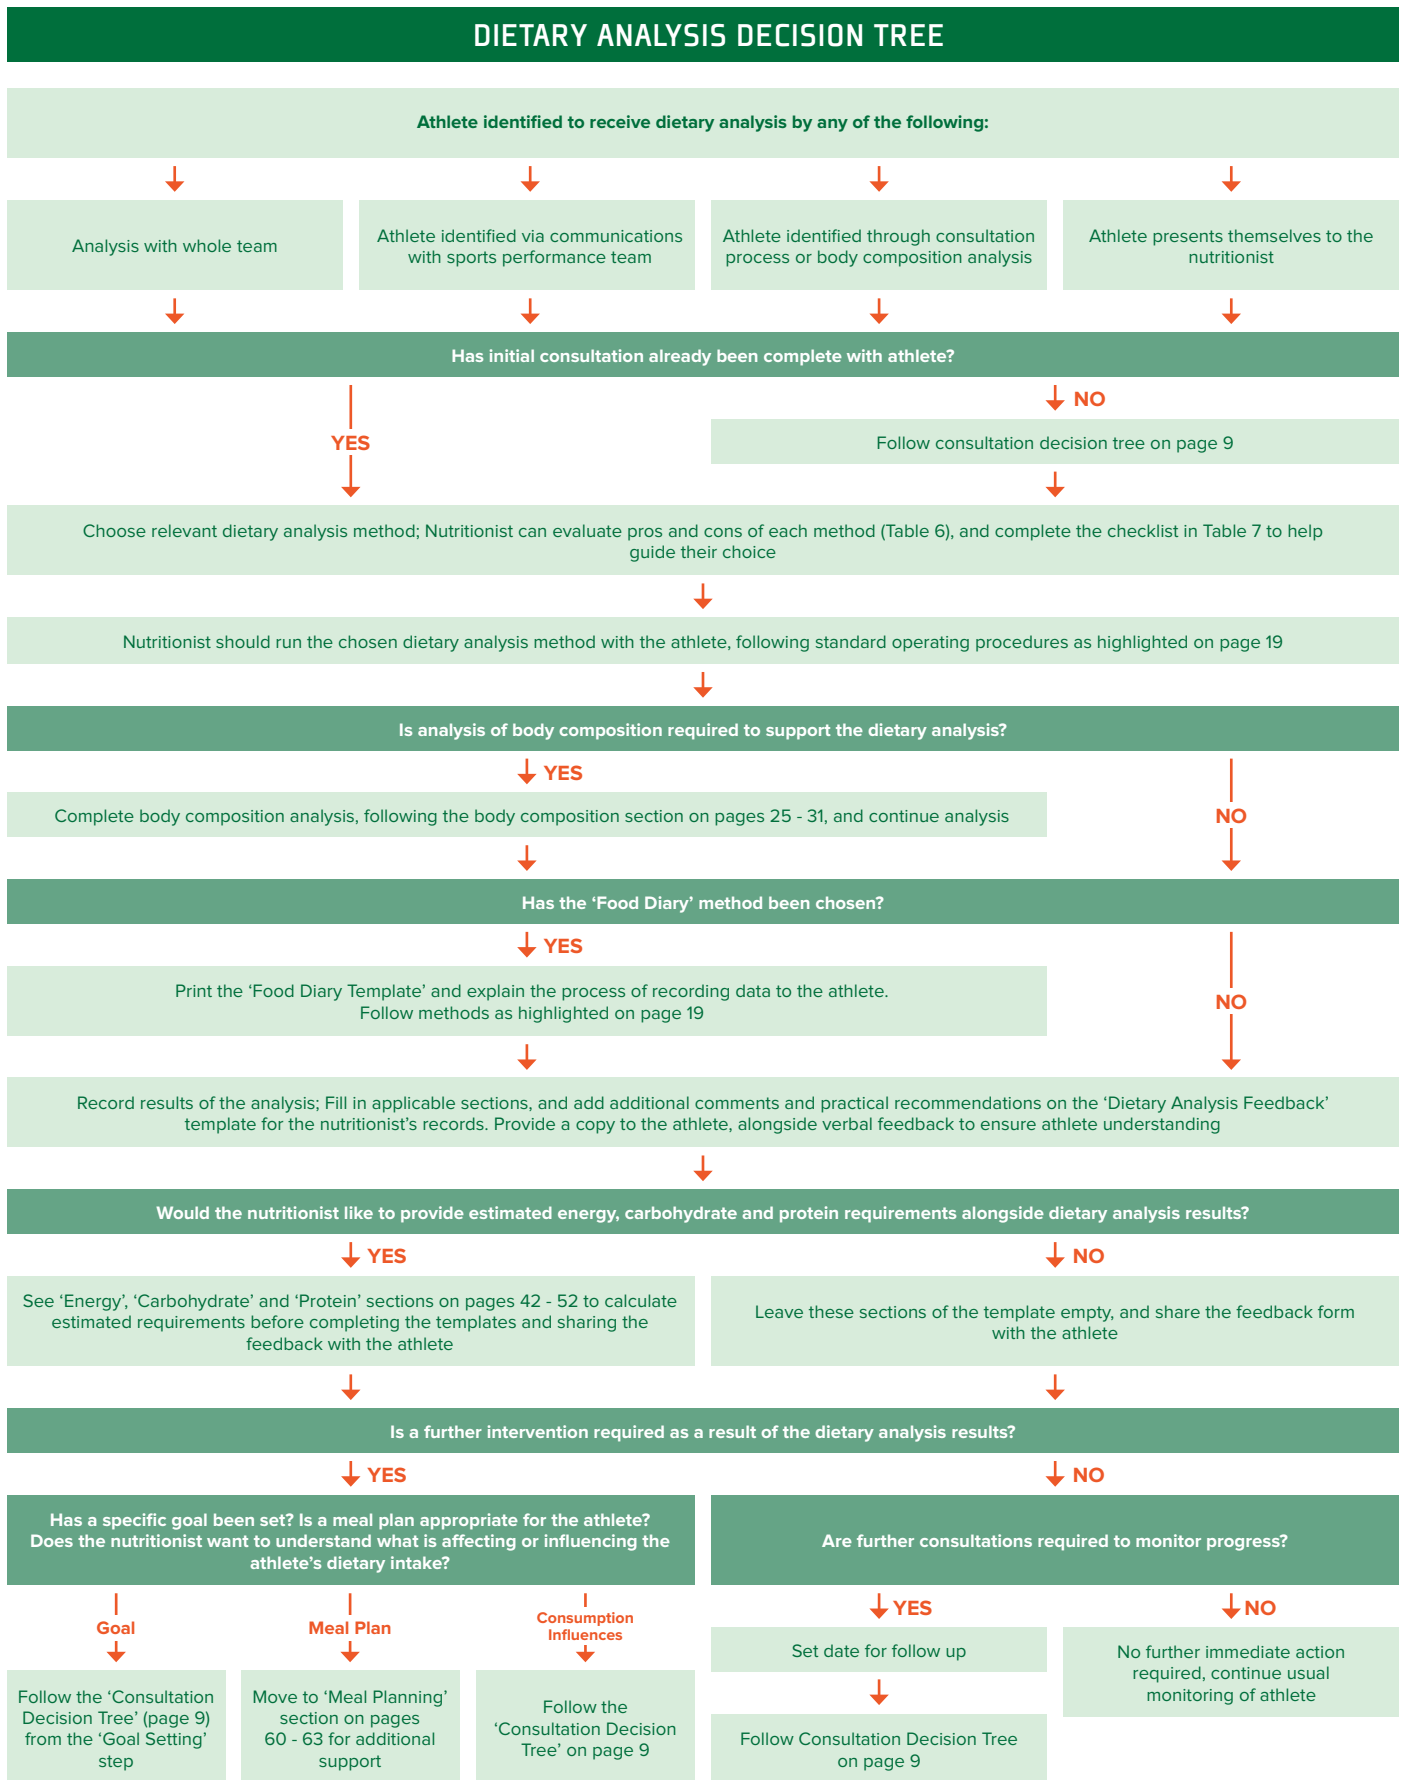 DIETARY ANALYSIS DECISION TREE
Athlete identified to receive dietary analysis by any of the following:
Analysis with whole team
Athlete identified via communications
with sports performance team
Athlete identified through consultation
process or body composition analysis
Athlete presents themselves to the
nutritionist
Has initial consultation already been complete with athlete?
YES
NO
Follow consultation decision tree on page 9
Choose relevant dietary analysis method; Nutritionist can evaluate pros and cons of each method (Table 6), and complete the checklist in Table 7 to help
guide their choice
Nutritionist should run the chosen dietary analysis method with the athlete, following standard operating procedures as highlighted on page 19
Is analysis of body composition required to support the dietary analysis?
YES
Complete body composition analysis, following the body composition section on pages 25 - 31, and continue analysis
NO
Has the ‘Food Diary’ method been chosen?
YES
Print the ‘Food Diary Template’ and explain the process of recording data to the athlete.
Follow methods as highlighted on page 19
NO
Record results of the analysis; Fill in applicable sections, and add additional comments and practical recommendations on the ‘Dietary Analysis Feedback’
template for the nutritionist’s records. Provide a copy to the athlete, alongside verbal feedback to ensure athlete understanding
Would the nutritionist like to provide estimated energy, carbohydrate and protein requirements alongside dietary analysis results?
YES
NO
See ‘Energy’, ‘Carbohydrate’ and ‘Protein’ sections on pages 42 - 52 to calculate
estimated requirements before completing the templates and sharing the
feedback with the athlete
Leave these sections of the template empty, and share the feedback form
with the athlete
Is a further intervention required as a result of the dietary analysis results?
YES
NO
Has a specific goal been set? Is a meal plan appropriate for the athlete?
Does the nutritionist want to understand what is affecting or influencing the
athlete’s dietary intake?
Are further consultations required to monitor progress?
Goal
Meal Plan
Consumption
Influences
YES
NO
Follow the ‘Consultation
Decision Tree’ (page 9)
from the ‘Goal Setting’
step
Move to ‘Meal Planning’
section on pages
60 - 63 for additional
support
Follow the
‘Consultation Decision
Tree’ on page 9
Set date for follow up
Follow Consultation Decision Tree
on page 9
No further immediate action
required, continue usual
monitoring of athlete